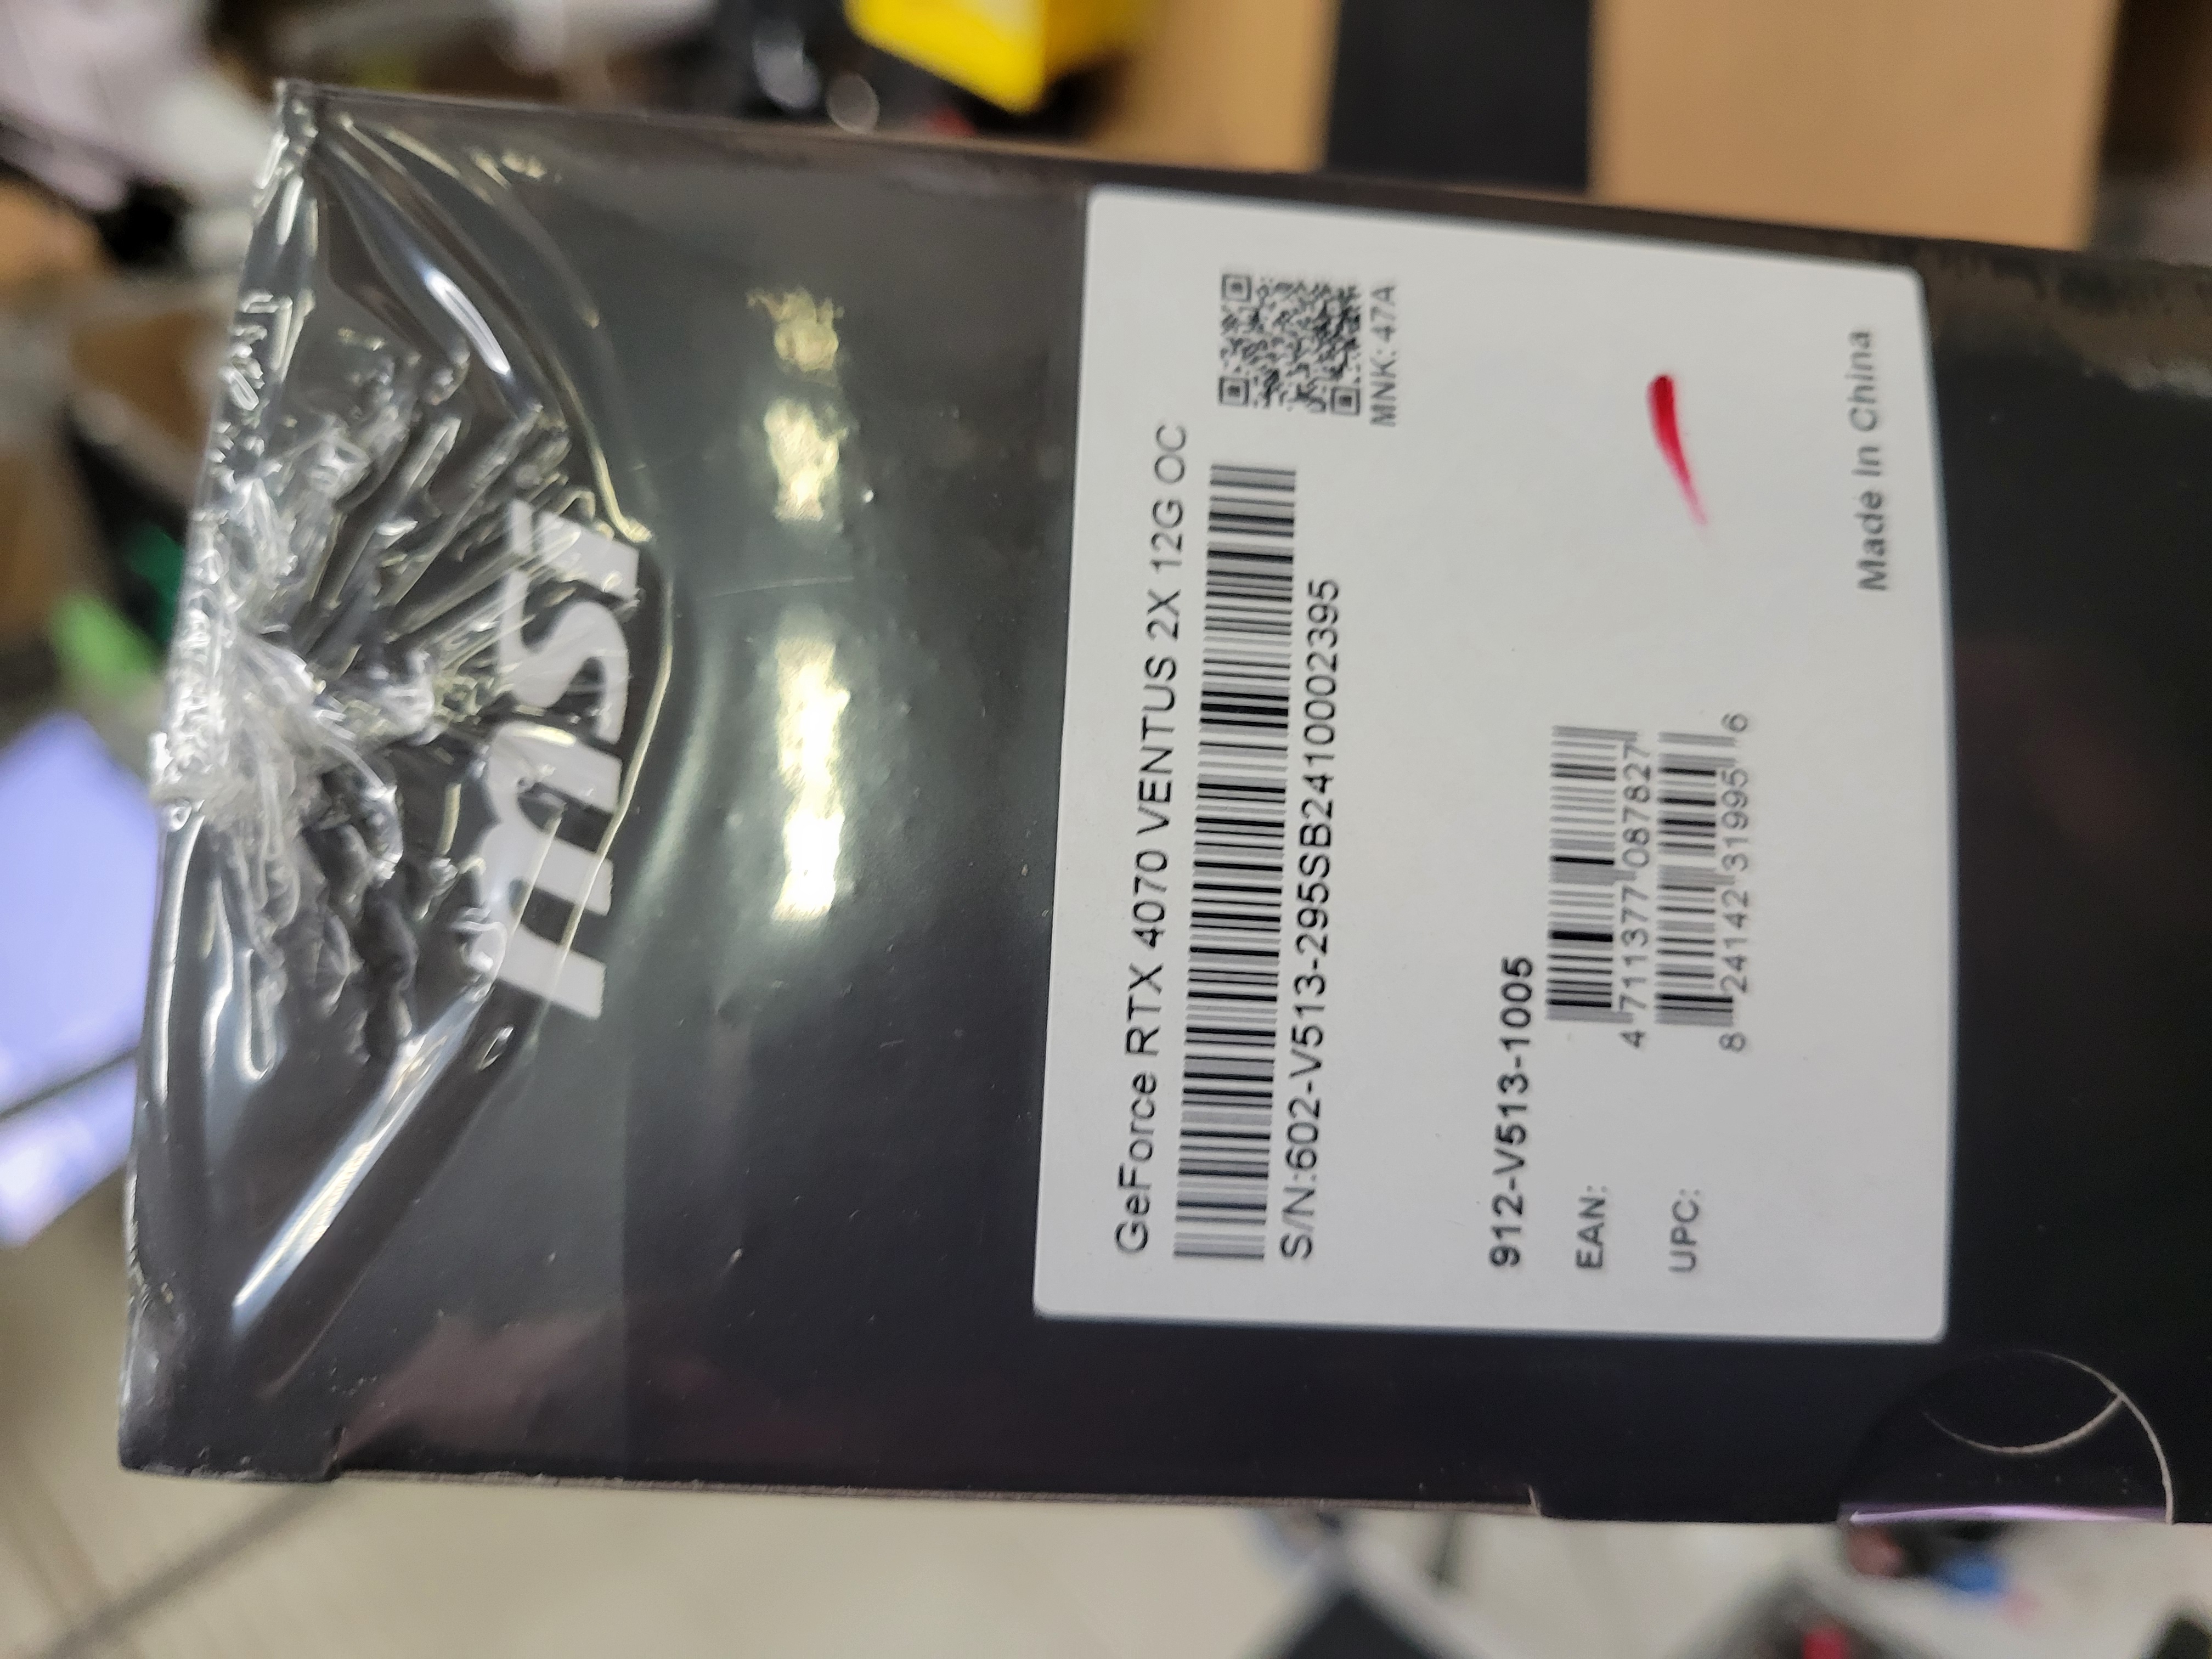 msi
GeForce RTX 4070 VENTUS 2X 12G OC
S/N:602-V513-295SB2410002395
MNK: 47A
912-V513-1005
EAN:
4 711377 087827
UPC:
8 24142 31995 6
Made In China